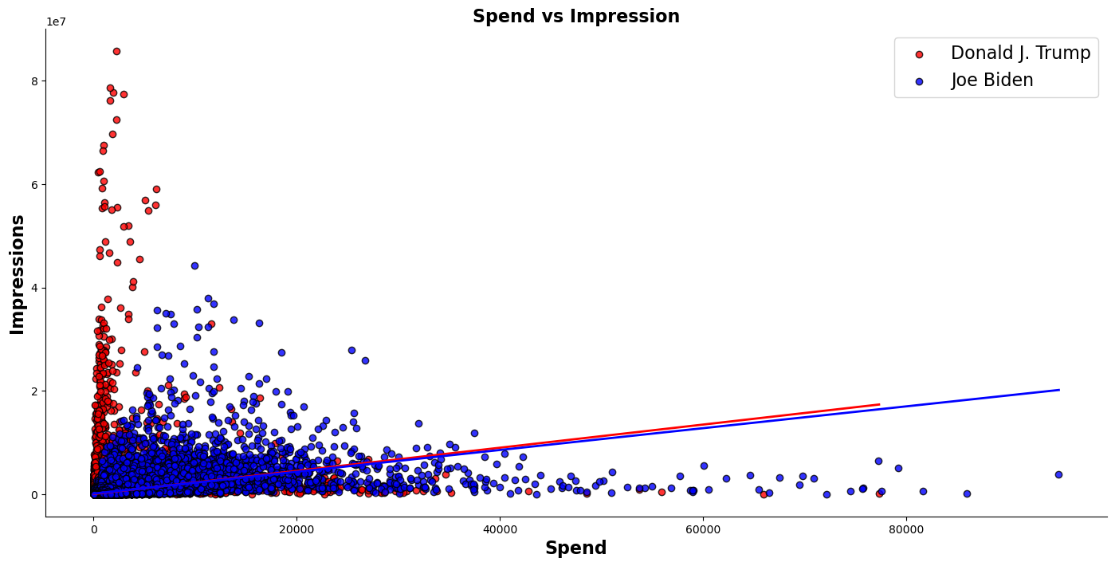 Spend vs Impression
1e7
Donald J. Trump
Joe Biden
8
6
4
2
0
Impressions
0
20000
40000
60000
80000
Spend